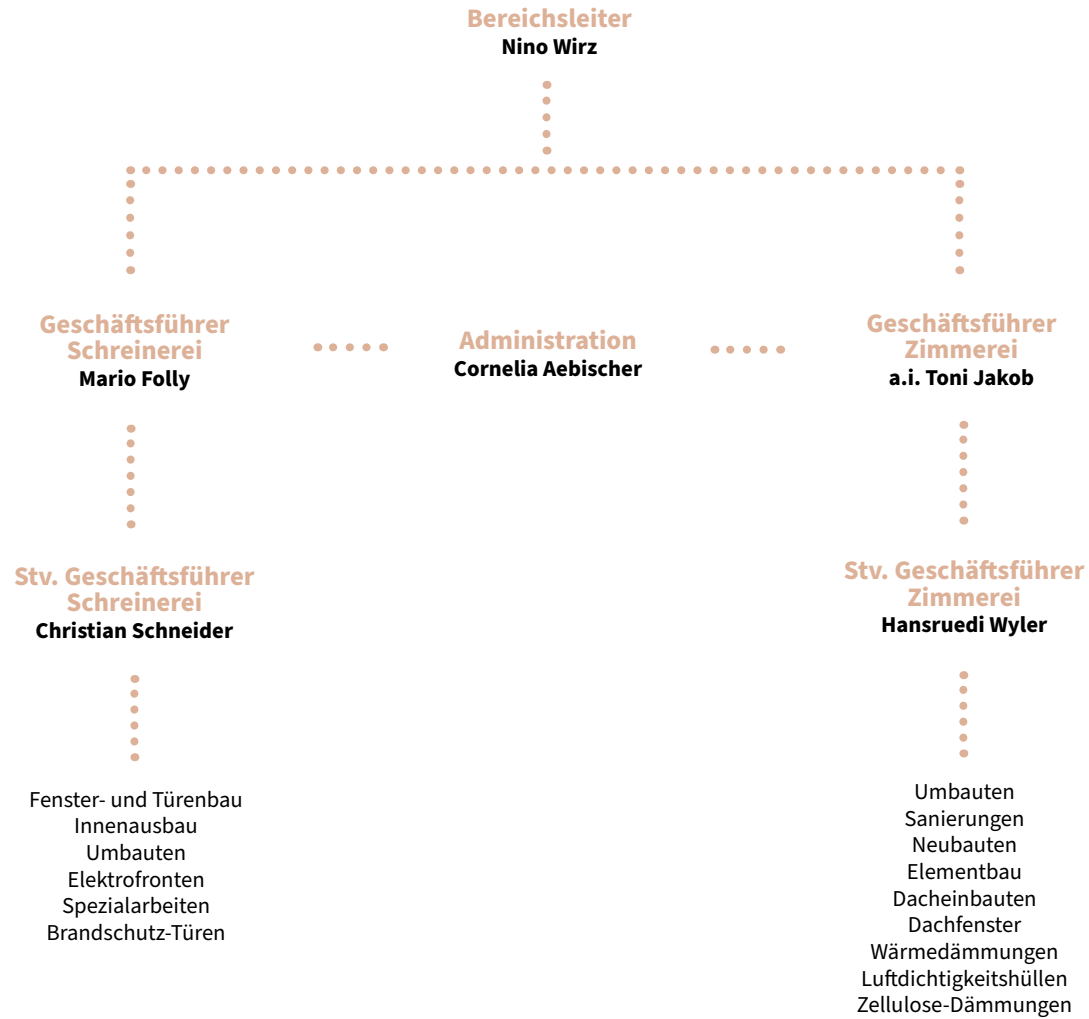 Bereichsleiter
Nino Wirz
Geschäftsführer
Schreinerei
Mario Folly
Administration
Cornelia Aebischer
Geschäftsführer
Zimmerei
a.i. Toni Jakob
Stv. Geschäftsführer
Schreinerei
Christian Schneider
Stv. Geschäftsführer
Zimmerei
Hansruedi Wyler
Fenster- und Türenbau
Innenausbau
Umbauten
Elektrofronten
Spezialarbeiten
Brandschutz-Türen
Umbauten
Sanierungen
Neubauten
Elementbau
Dacheinbauten
Dachfenster
Wärmedämmungen
Luftdichtigkeitshüllen
Zellulose-Dämmungen